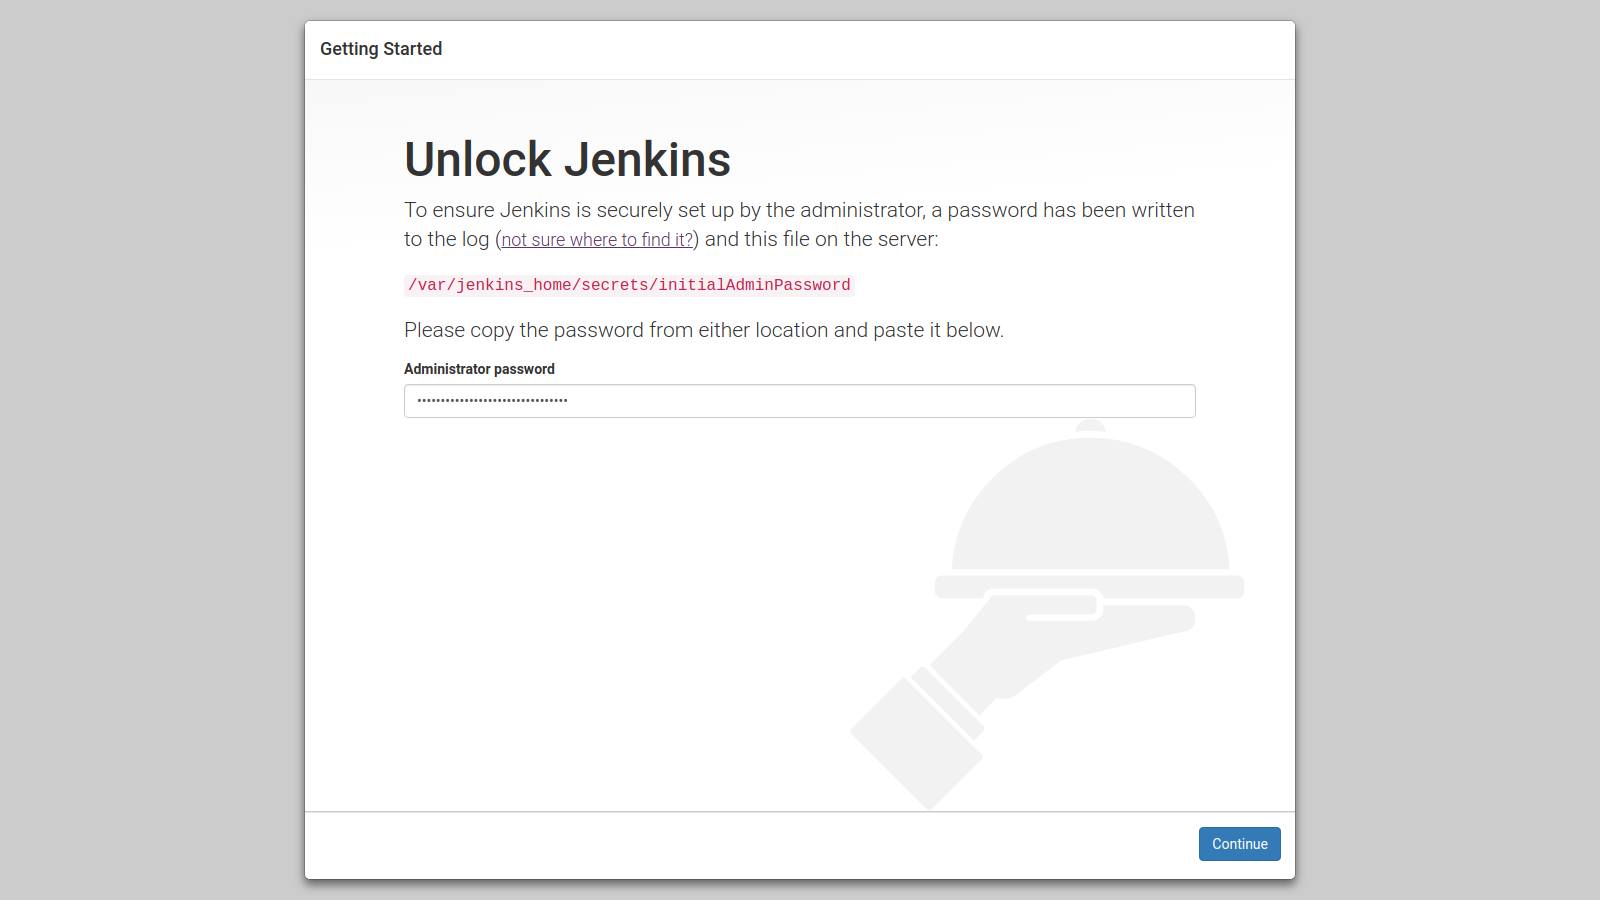 Getting Started
Unlock Jenkins
To ensure Jenkins is securely set up by the administrator, a password has been written
to the log (not sure where to find it?) and this file on the server:
/var/jenkins_home/secrets/initialAdminPassword
Please copy the password from either location and paste it below.
Administrator password
••••••••••••••••••••••••••••••••
Continue